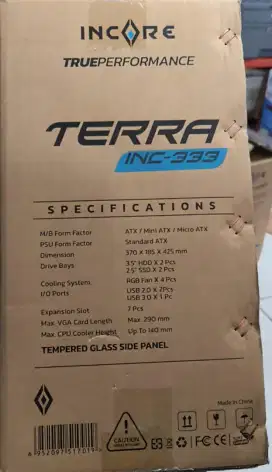 INCORE
TRUEPERFORMANCE
TERRA
INC-333
SPECIFICATIONS
M/B Form Factor ATX / Mini ATX / Micro ATX
PSU Form Factor Standard ATX
Dimension 370 X 185 X 425 mm
Drive Bays 3.5" HDD X 2 Pcs
2.5" SSD X 2 Pcs
Cooling System RGB Fan X 4 Pcs
I/O Ports USB 2.0 X 2Pcs
USB 3.0 X 1 Pc
Expansion Slot 7 Pcs
Max. VGA Card Length Max 290 mm
Max. CPU Cooler Height Up To 140 mm
TEMPERED GLASS SIDE PANEL
Made In China
CAUTION
FC CE